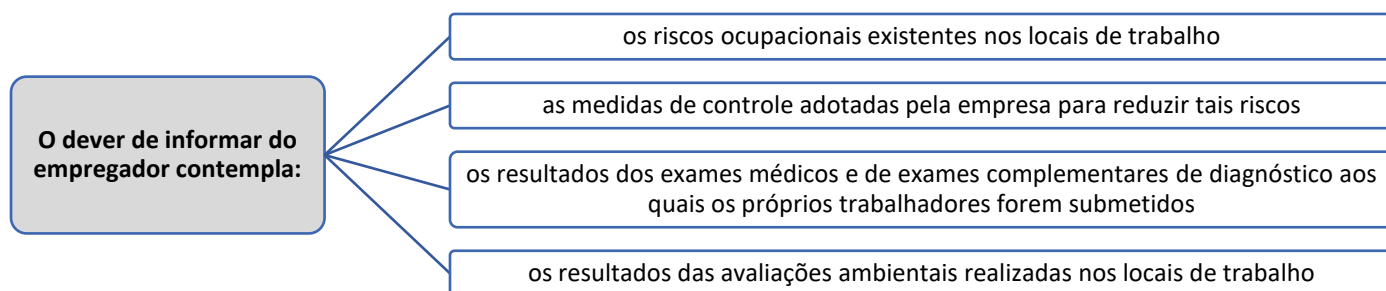 O dever de informar do
empregador contempla:
os riscos ocupacionais existentes nos locais de trabalho
as medidas de controle adotadas pela empresa para reduzir tais riscos
os resultados dos exames médicos e de exames complementares de diagnóstico aos
quais os próprios trabalhadores forem submetidos
os resultados das avaliações ambientais realizadas nos locais de trabalho